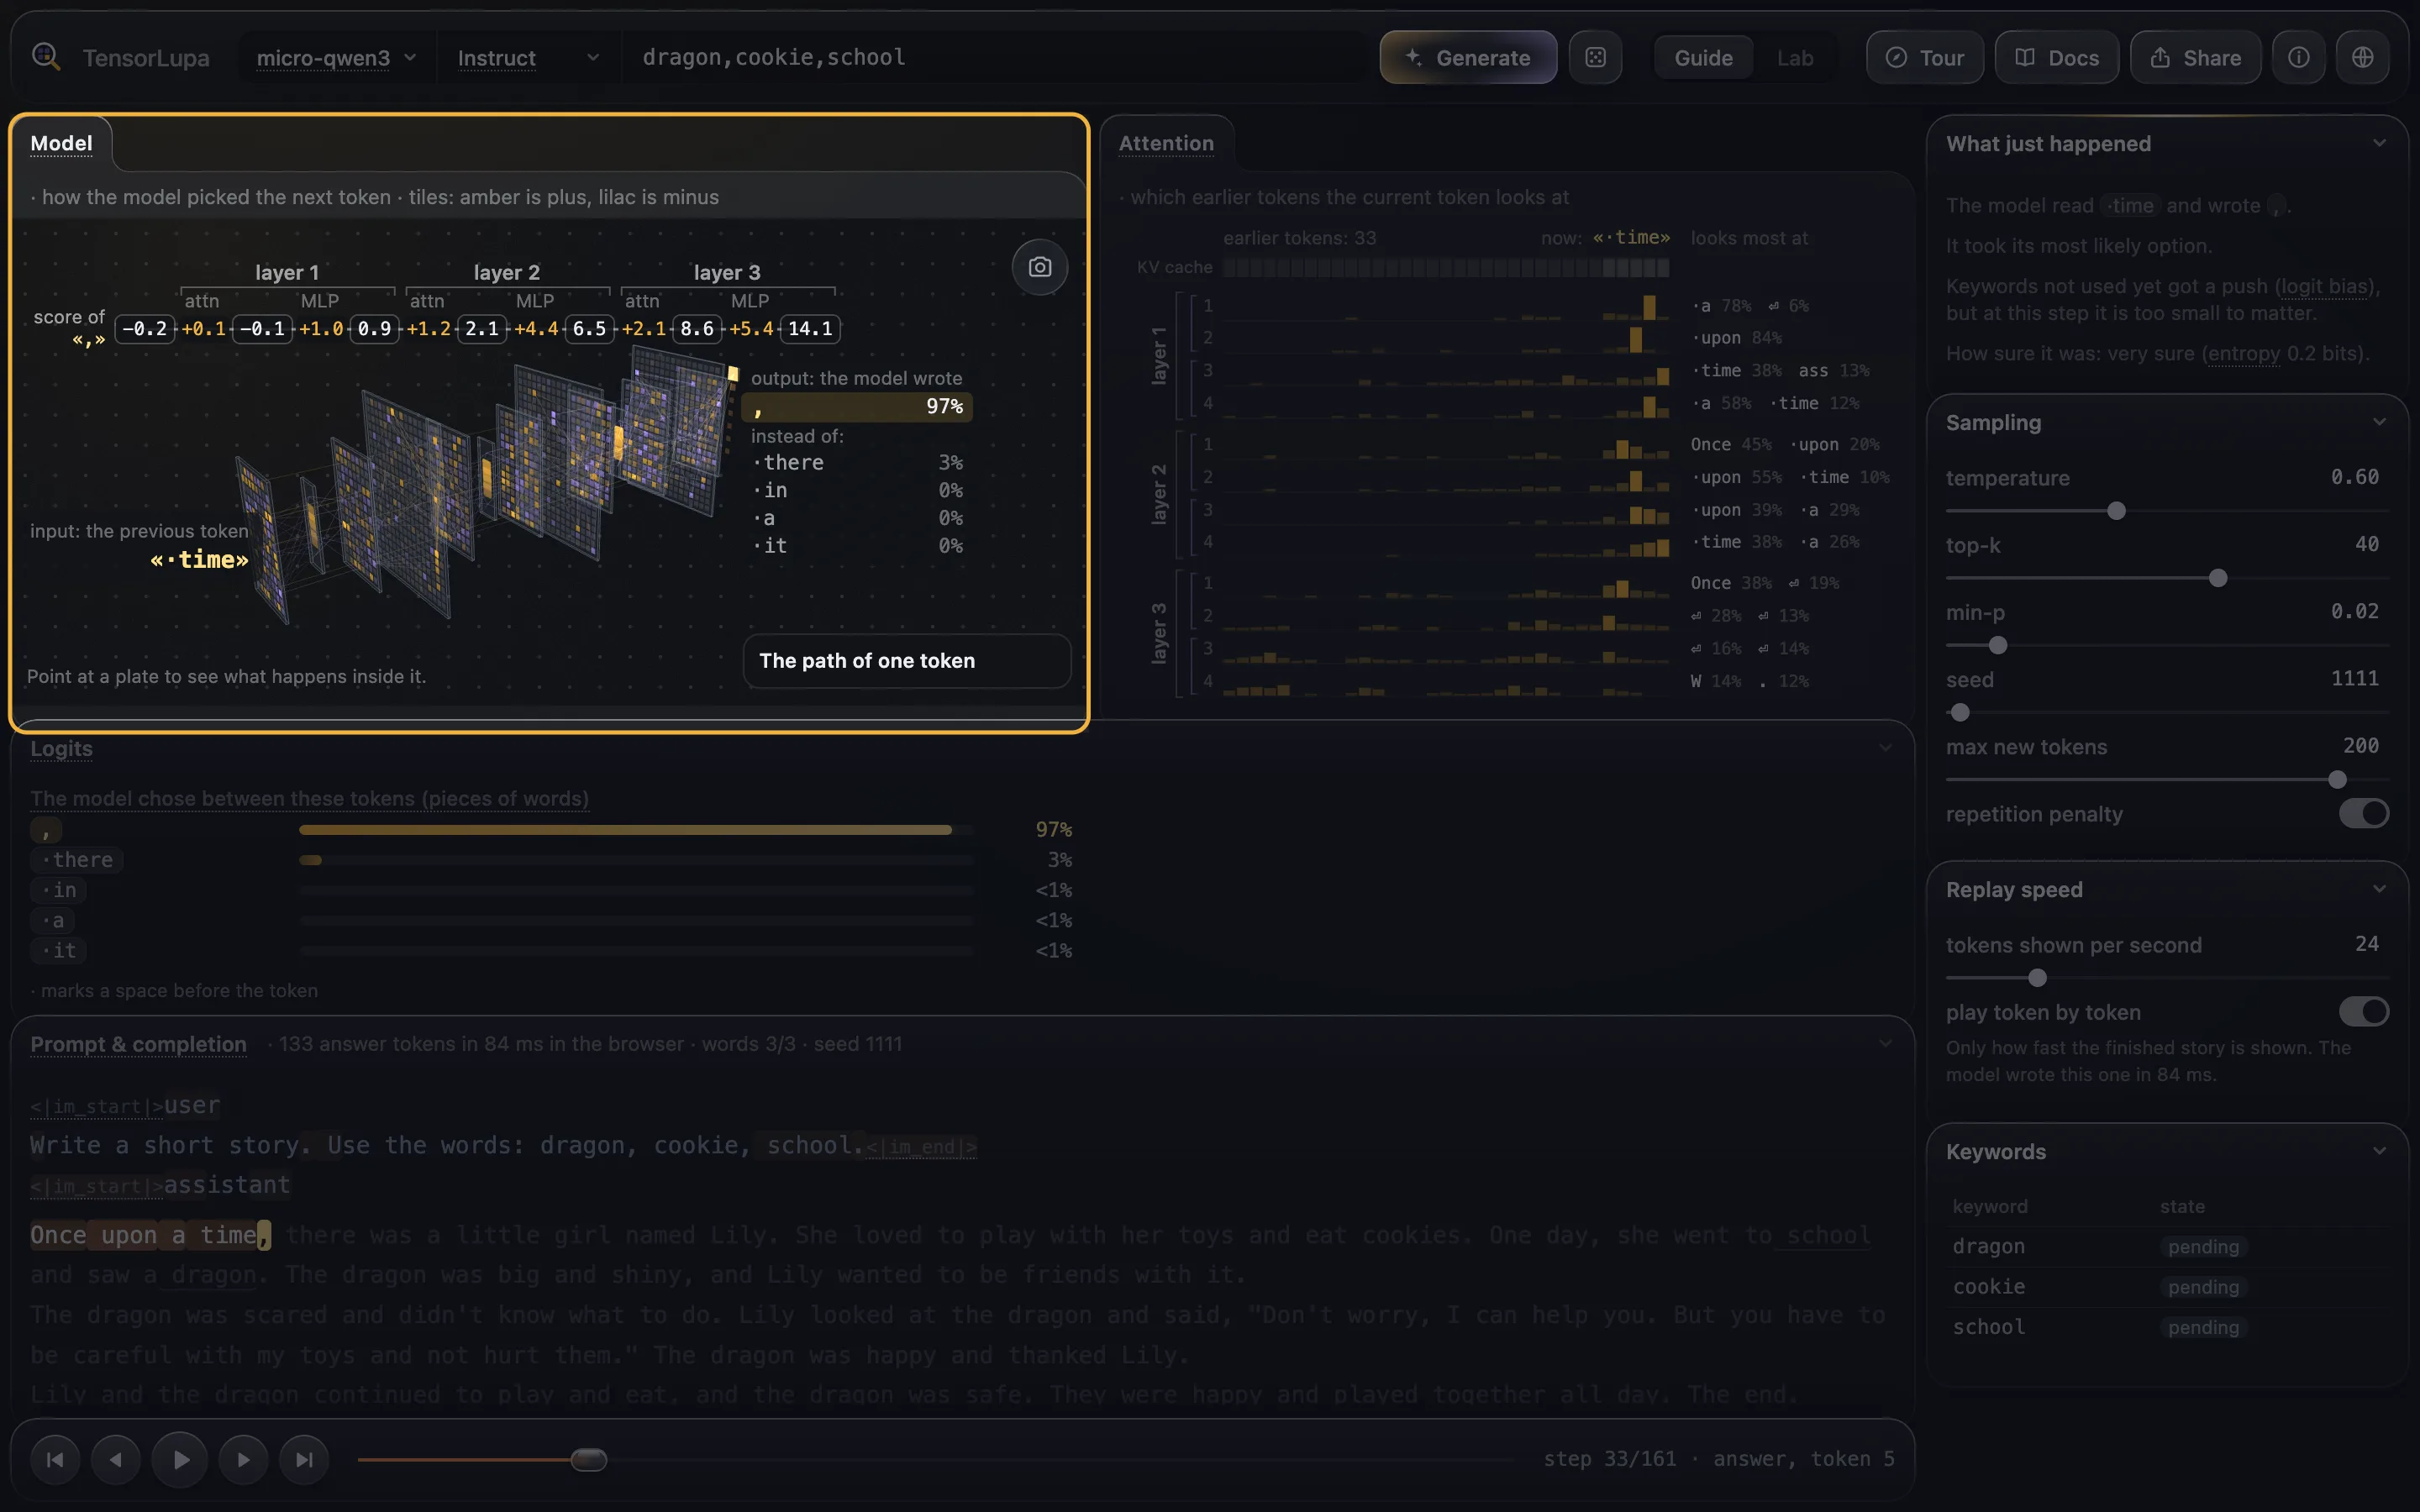 TensorLupa micro-qwen3 Instruct dragon,cookie,school Generate Guide Lab Tour Docs Share
Model
· how the model picked the next token · tiles: amber is plus, lilac is minus
layer 1 layer 2 layer 3
attn MLP attn MLP attn MLP
score of
«,»
−0.2 +0.1 −0.1 +1.0 0.9 +1.2 2.1 +4.4 6.5 +2.1 8.6 +5.4 14.1
output: the model wrote
, 97%
instead of:
·there 3%
·in 0%
·a 0%
·it 0%
input: the previous token
«·time»
The path of one token
Point at a plate to see what happens inside it.
Attention
· which earlier tokens the current token looks at
earlier tokens: 33 now: «·time» looks most at
KV cache
layer 1
1 ·a 78% ⏎ 6%
2 ·upon 84%
3 ·time 38% ass 13%
4 ·a 58% ·time 12%
layer 2
1 Once 45% ·upon 20%
2 ·upon 55% ·time 10%
3 ·upon 39% ·a 29%
4 ·time 38% ·a 26%
layer 3
1 Once 38% ⏎ 19%
2 ⏎ 28% ⏎ 13%
3 ⏎ 16% ⏎ 14%
4 W 14% . 12%
Logits
The model chose between these tokens (pieces of words)
, 97%
·there 3%
·in <1%
·a <1%
·it <1%
· marks a space before the token
Prompt & completion · 133 answer tokens in 84 ms in the browser · words 3/3 · seed 1111
<|im_start|>user
Write a short story. Use the words: dragon, cookie, school.<|im_end|>
<|im_start|>assistant
Once upon a time, there was a little girl named Lily. She loved to play with her toys and eat cookies. One day, she went to school
and saw a dragon. The dragon was big and shiny, and Lily wanted to be friends with it.
The dragon was scared and didn't know what to do. Lily looked at the dragon and said, "Don't worry, I can help you. But you have to
be careful with my toys and not hurt them." The dragon was happy and thanked Lily.
Lily and the dragon continued to play and eat, and the dragon was safe. They were happy and played together all day. The end.
step 33/161 · answer, token 5
What just happened
The model read ·time and wrote , .
It took its most likely option.
Keywords not used yet got a push (logit bias),
but at this step it is too small to matter.
How sure it was: very sure (entropy 0.2 bits).
Sampling
temperature 0.60
top-k 40
min-p 0.02
seed 1111
max new tokens 200
repetition penalty
Replay speed
tokens shown per second 24
play token by token
Only how fast the finished story is shown. The
model wrote this one in 84 ms.
Keywords
keyword state
dragon pending
cookie pending
school pending